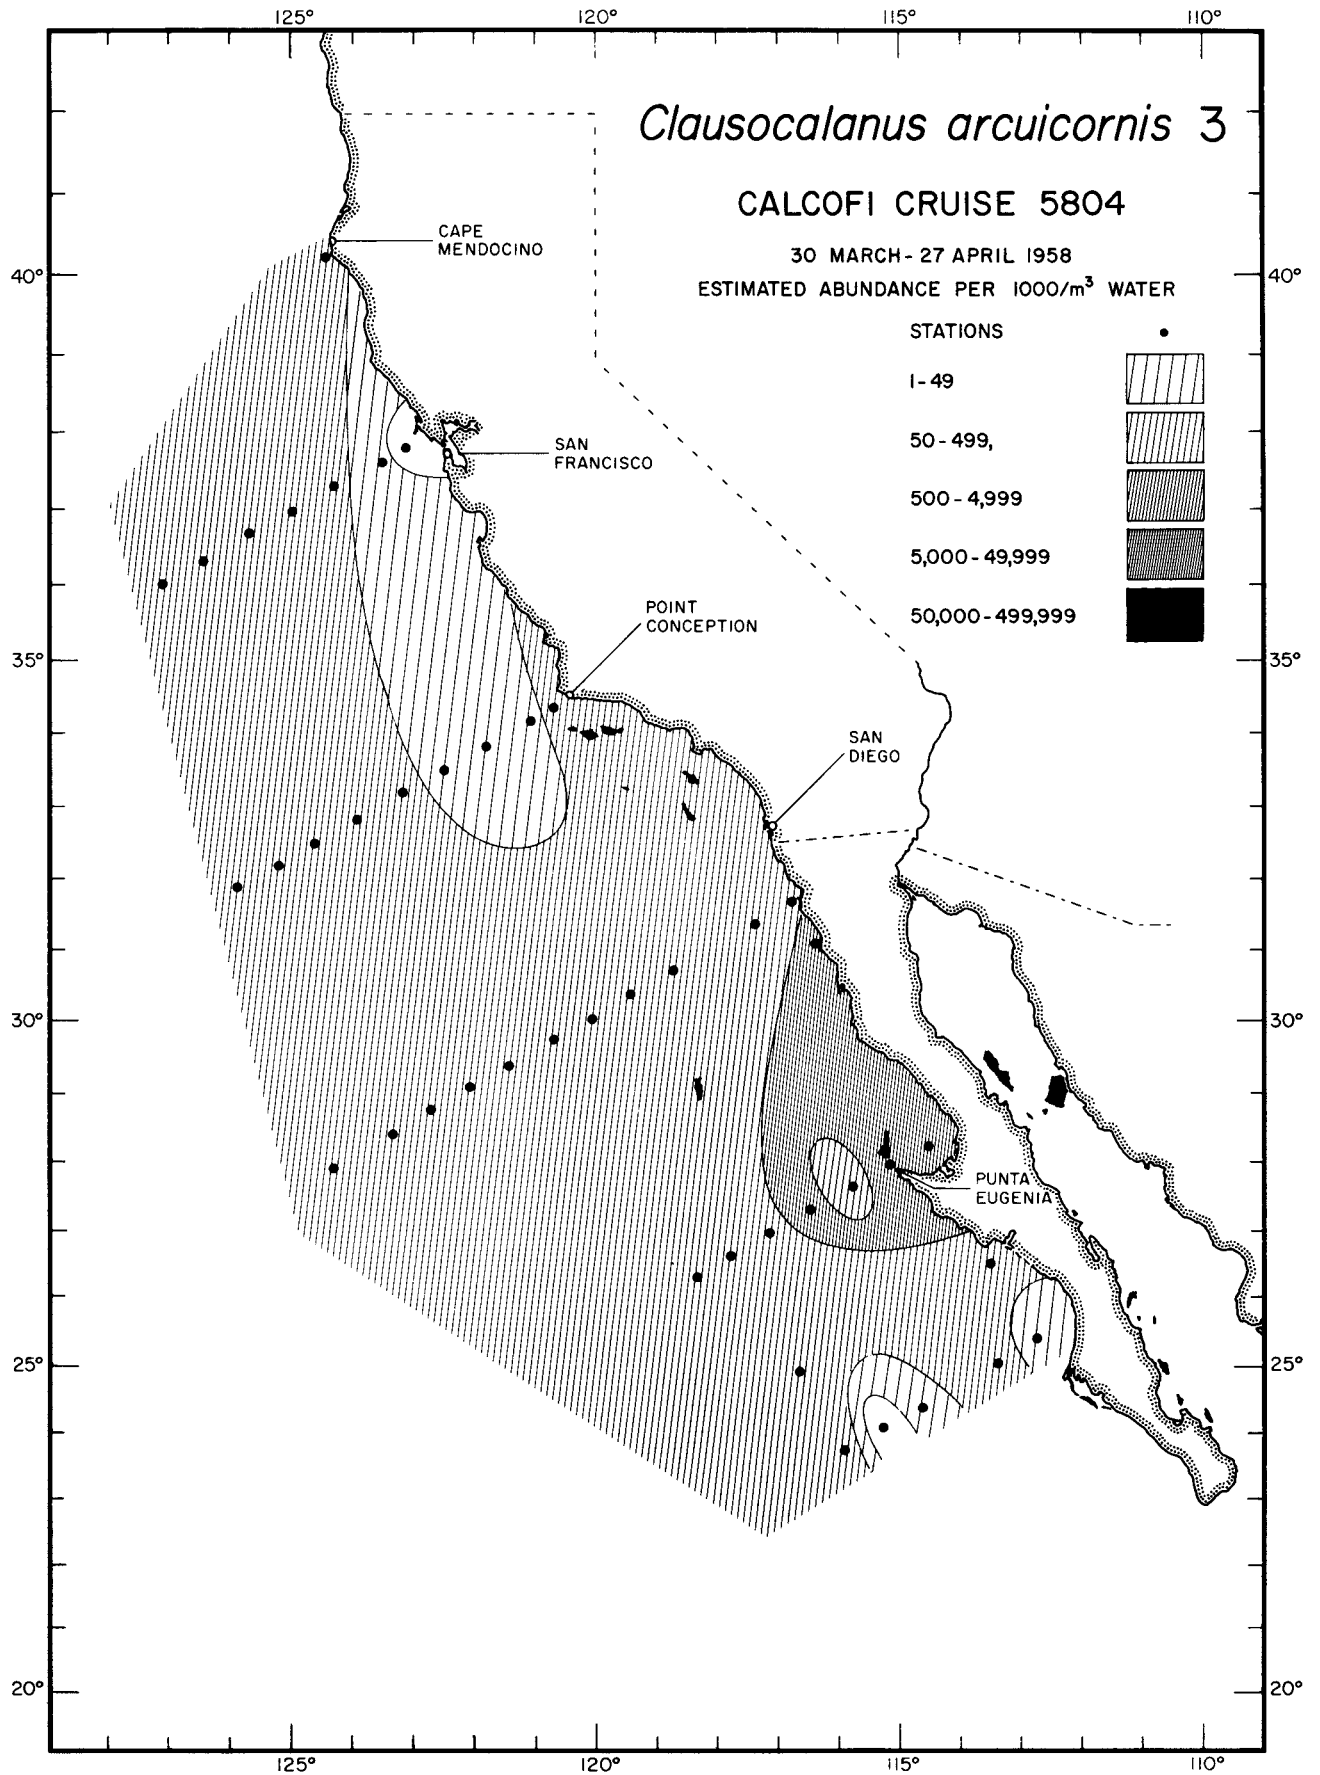 125°
120°
115°
110°
Clausocalanus arcuicornis 3
CALCOFI CRUISE 5804
30 MARCH - 27 APRIL 1958
ESTIMATED ABUNDANCE PER 1000/m³ WATER
STATIONS
1-49
50-499,
500-4,999
5,000-49,999
50,000-499,999
CAPE
MENDOCINO
40°
40°
SAN
FRANCISCO
POINT
CONCEPTION
35°
35°
SAN
DIEGO
30°
30°
PUNTA
EUGENIA
25°
25°
20°
20°
125°
120°
115°
110°